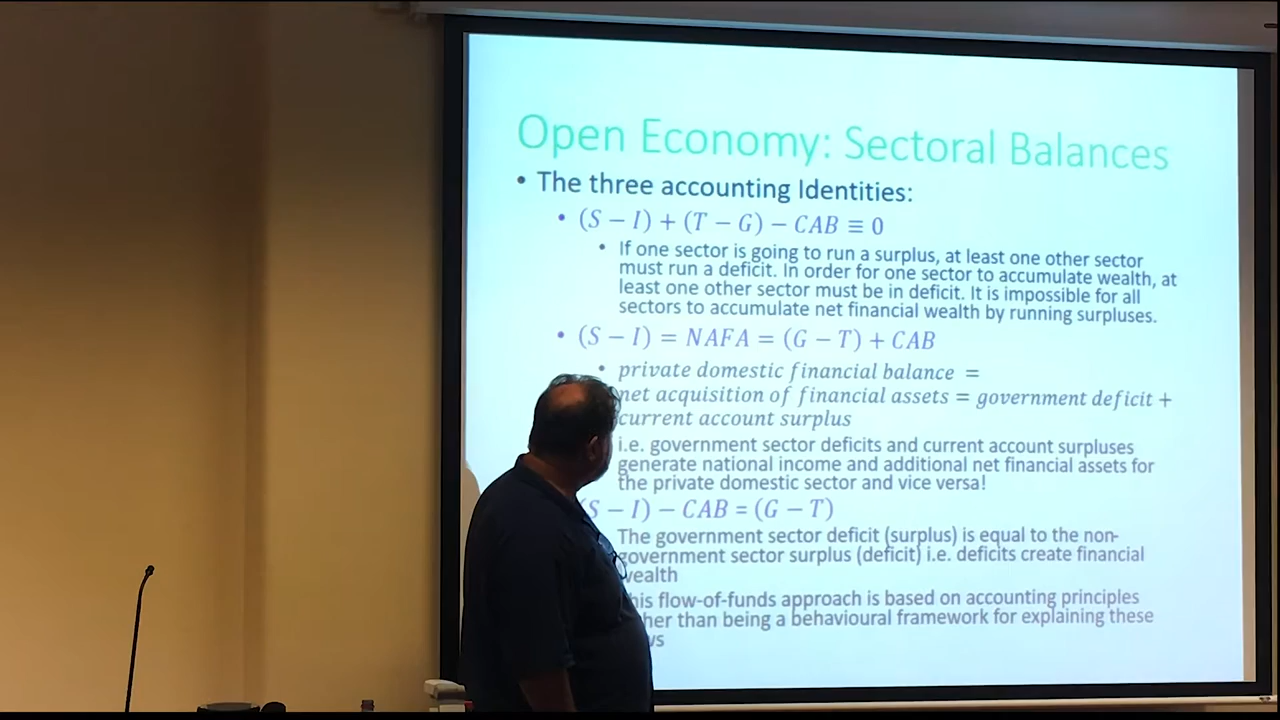 Open Economy: Sectoral Balances
• The three accounting Identities:
• (S − I) + (T − G) − CAB ≡ 0
• If one sector is going to run a surplus, at least one other sector
must run a deficit. In order for one sector to accumulate wealth, at
least one other sector must be in deficit. It is impossible for all
sectors to accumulate net financial wealth by running surpluses.
• (S − I) = NAFA = (G − T) + CAB
• private domestic financial balance =
net acquisition of financial assets = government deficit +
current account surplus
i.e. government sector deficits and current account surpluses
generate national income and additional net financial assets for
the private domestic sector and vice versa!
S − I) − CAB = (G − T)
The government sector deficit (surplus) is equal to the non-
government sector surplus (deficit) i.e. deficits create financial
wealth
his flow-of-funds approach is based on accounting principles
her than being a behavioural framework for explaining these